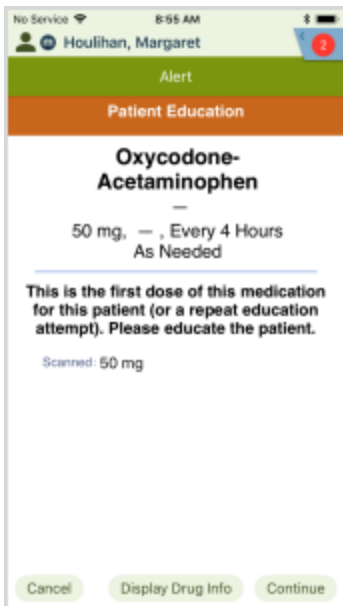 No Service 8:55 AM
Houlihan, Margaret 2
Alert
Patient Education
Oxycodone-
Acetaminophen
—
50 mg, — , Every 4 Hours
As Needed
This is the first dose of this medication
for this patient (or a repeat education
attempt). Please educate the patient.
Scanned: 50 mg
Cancel Display Drug Info Continue